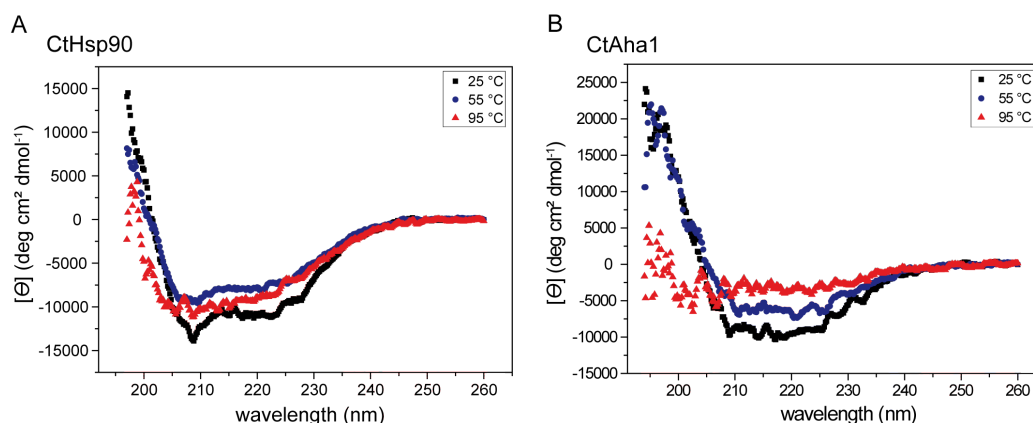 A
CtHsp90
25 °C
55 °C
95 °C
15000
10000
5000
0
-5000
-10000
-15000
[Θ] (deg cm² dmol⁻¹)
200 210 220 230 240 250 260
wavelength (nm)
B
CtAha1
25 °C
55 °C
95 °C
25000
20000
15000
10000
5000
0
-5000
-10000
-15000
[Θ] (deg cm² dmol⁻¹)
200 210 220 230 240 250 260
wavelength (nm)